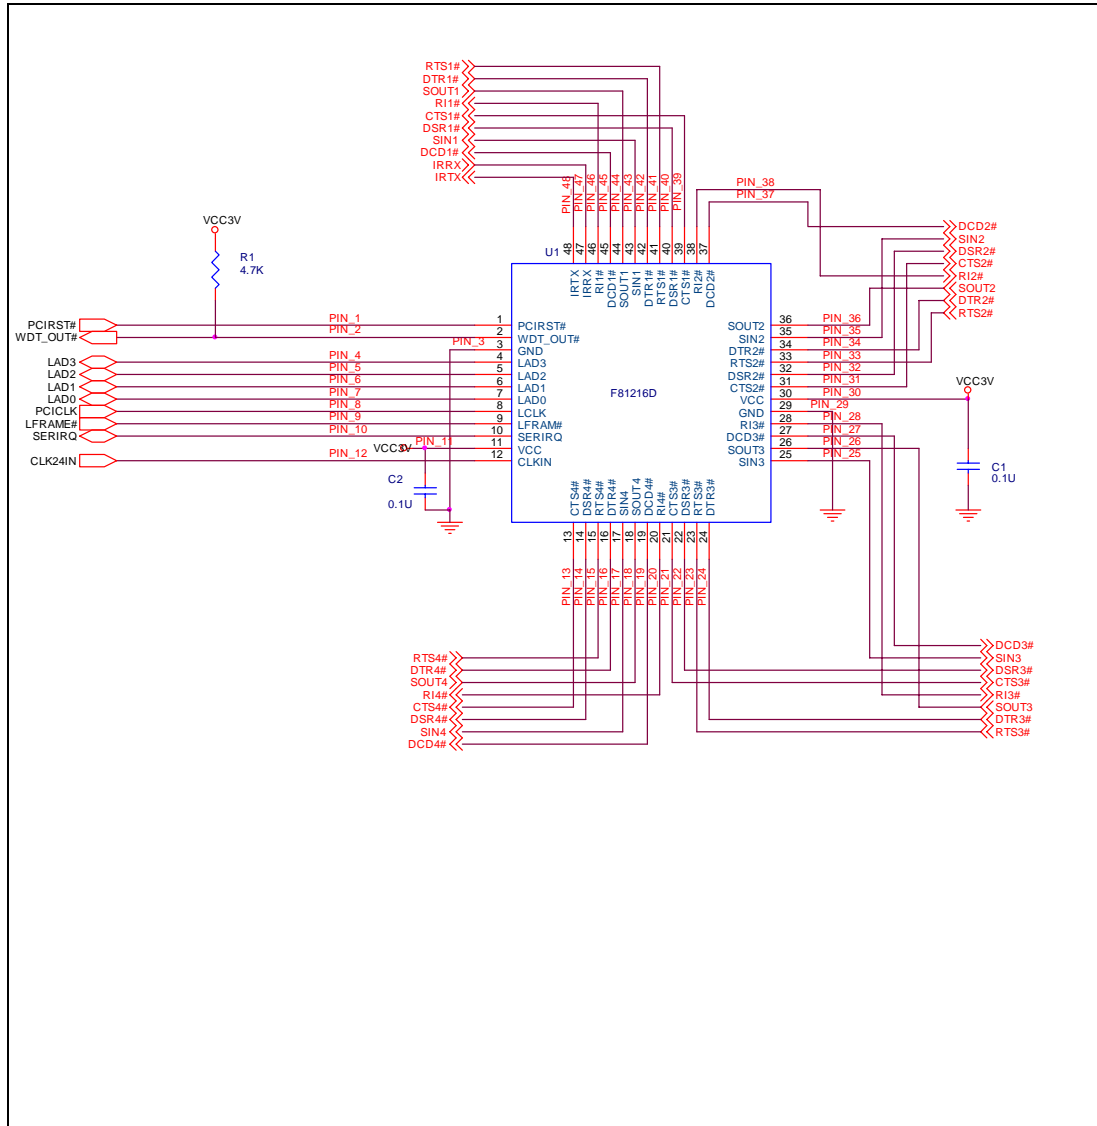 RTS1#
DTR1#
SOUT1
RI1#
CTS1#
DSR1#
SIN1
DCD1#
IRRX
IRTX
PIN_48
PIN_47
PIN_46
PIN_45
PIN_44
PIN_43
PIN_42
PIN_41
PIN_40
PIN_39
PIN_38
PIN_37
VCC3V
R1
4.7K
U1
48
47
46
45
44
43
42
41
40
39
38
37
IRTX
IRRX
RI1#
DCD1#
SOUT1
SIN1
DTR1#
RTS1#
DSR1#
CTS1#
RI2#
DCD2#
DCD2#
SIN2
DSR2#
CTS2#
RI2#
SOUT2
DTR2#
RTS2#
PCIRST# PIN_1 1 PCIRST#
WDT_OUT# PIN_2 2 WDT_OUT#
PIN_3 3 GND
LAD3 PIN_4 4 LAD3
LAD2 PIN_5 5 LAD2
LAD1 PIN_6 6 LAD1
LAD0 PIN_7 7 LAD0
PCICLK PIN_8 8 LCLK
LFRAME# PIN_9 9 LFRAM#
SERIRQ PIN_10 10 SERIRQ
VCC3V PIN_11 11 VCC
CLK24IN PIN_12 12 CLKIN
F81216D
SOUT2 36 PIN_36
SIN2 35 PIN_35
DTR2# 34 PIN_34
RTS2# 33 PIN_33
DSR2# 32 PIN_32
CTS2# 31 PIN_31
VCC 30 PIN_30
GND 29 PIN_29
RI3# 28 PIN_28
DCD3# 27 PIN_27
SOUT3 26 PIN_26
SIN3 25 PIN_25
VCC3V
C1
0.1U
C2
0.1U
CTS4#
DSR4#
RTS4#
DTR4#
SIN4
SOUT4
DCD4#
RI4#
CTS3#
DSR3#
RTS3#
DTR3#
13
14
15
16
17
18
19
20
21
22
23
24
PIN_13
PIN_14
PIN_15
PIN_16
PIN_17
PIN_18
PIN_19
PIN_20
PIN_21
PIN_22
PIN_23
PIN_24
RTS4#
DTR4#
SOUT4
RI4#
CTS4#
DSR4#
SIN4
DCD4#
DCD3#
SIN3
DSR3#
CTS3#
RI3#
SOUT3
DTR3#
RTS3#